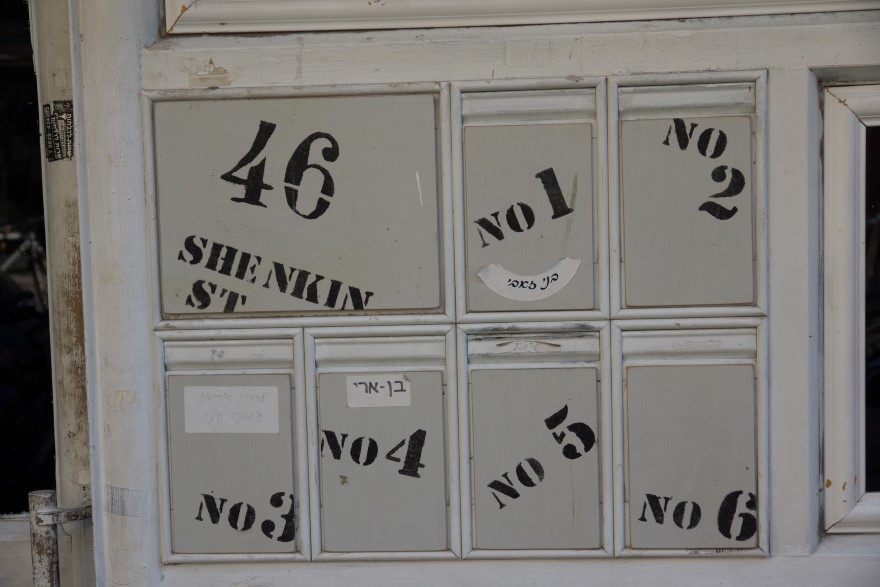 46
SHENKIN
ST
NO 1
NO
2
בן-ארי
NO 3
NO 4
NO 5
NO 6